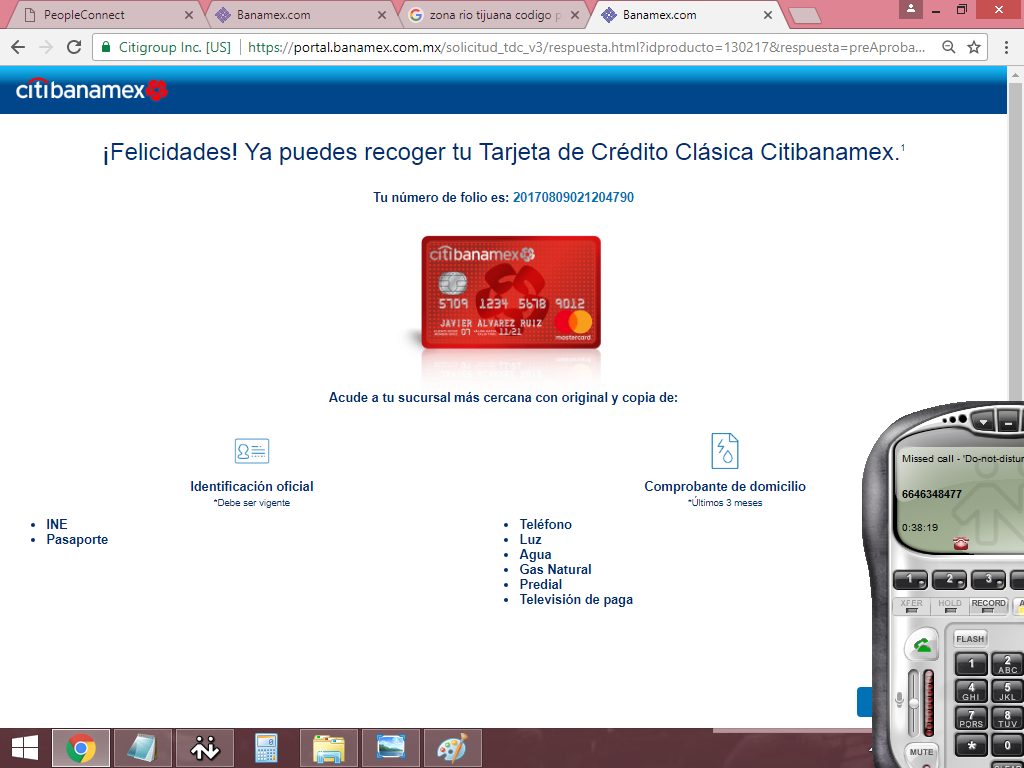 PeopleConnect
Banamex.com
zona rio tijuana codigo p
Banamex.com
Citigroup Inc. [US]
https://portal.banamex.com.mx/solicitud_tdc_v3/respuesta.html?idproducto=130217&respuesta=preAproba...
citibanamex
¡Felicidades! Ya puedes recoger tu Tarjeta de Crédito Clásica Citibanamex.1
Tu número de folio es: 20170809021204790
citibanamex
5709 1234 5678 9012
JAVIER ALVAREZ RUIZ
07 11/21
mastercard
Acude a tu sucursal más cercana con original y copia de:
Identificación oficial
*Debe ser vigente
• INE
• Pasaporte
Comprobante de domicilio
*Últimos 3 meses
• Teléfono
• Luz
• Agua
• Gas Natural
• Predial
• Televisión de paga
Missed call - 'Do-not-distur
6646348477
0:38:19
1 2 3
XFER HOLD RECORD A
FLASH
1 2 ABC
4 GHI 5 JKL
7 PQRS 8 TUV
* 0
MUTE
CLEAR